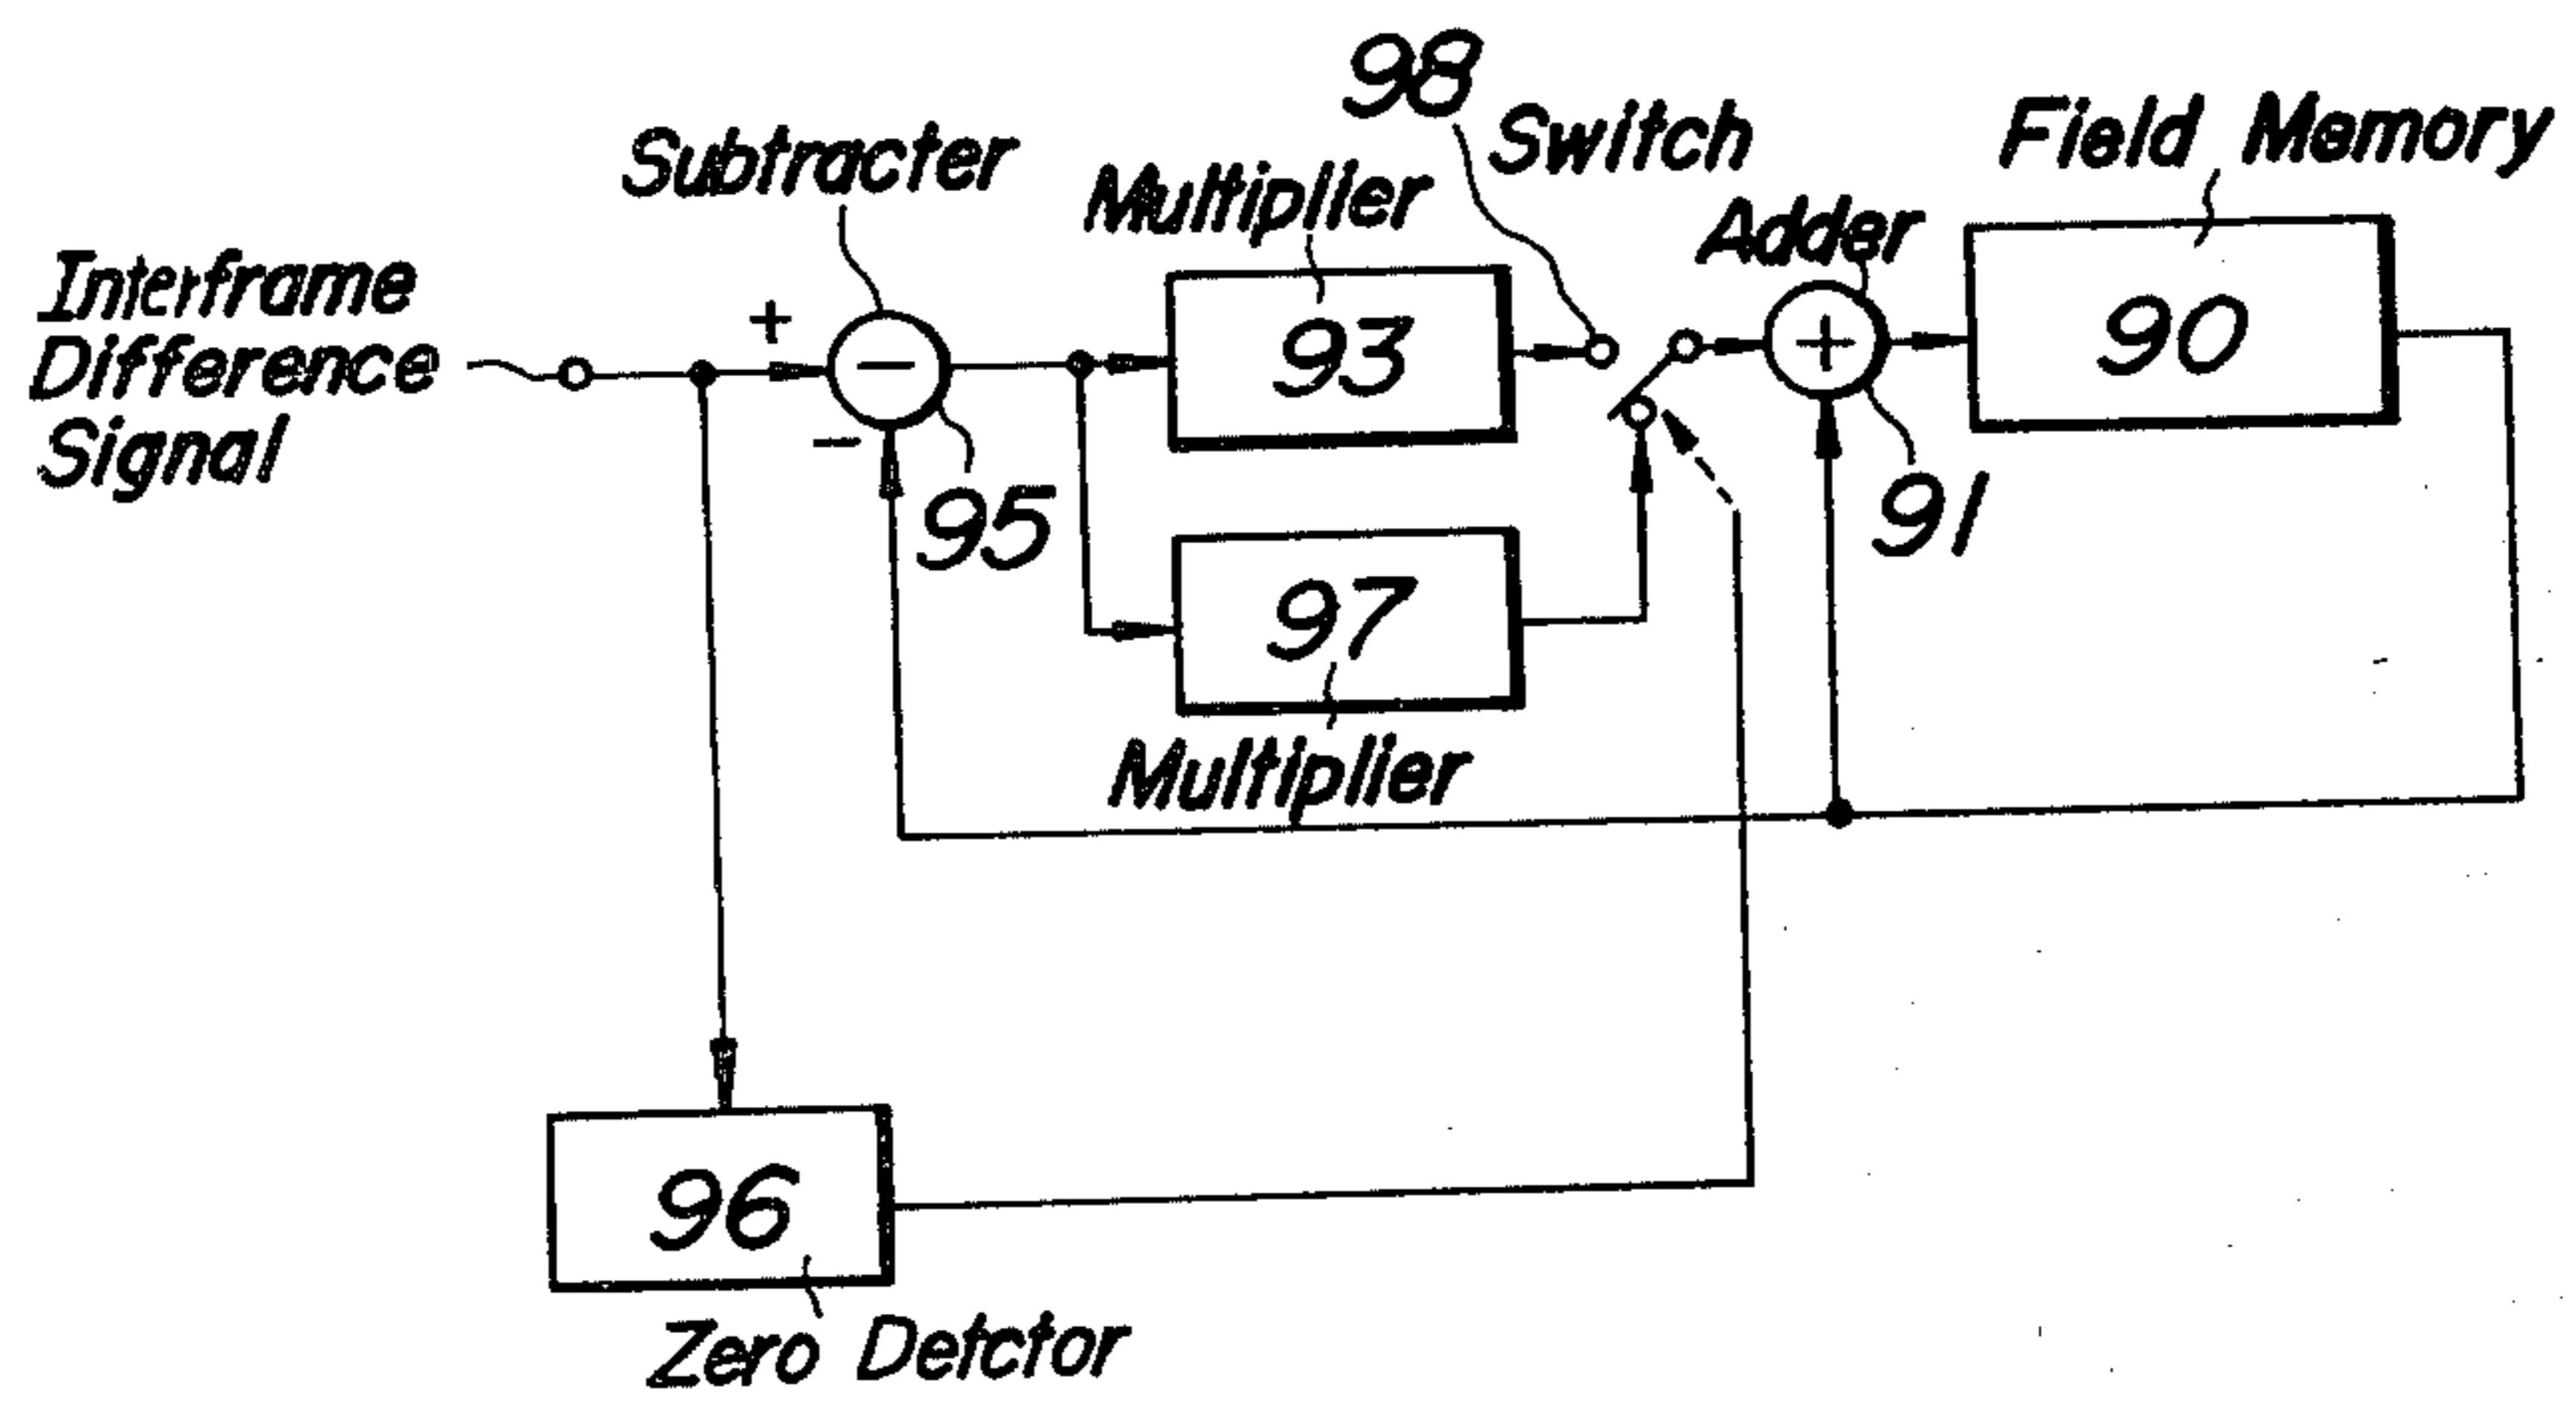 98
Switch
Field Memory
Subtracter
Multiplier
Adder
Interframe
Difference
Signal
+
−
93
+
90
−
95
91
97
Multiplier
96
Zero Detctor